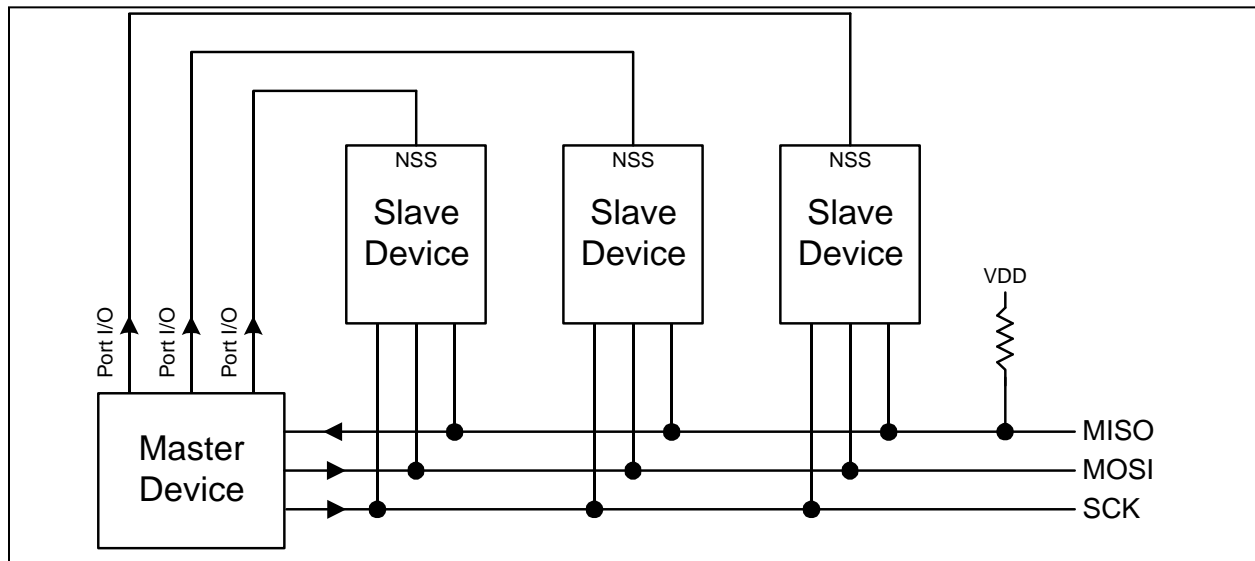 NSS
Slave
Device
NSS
Slave
Device
NSS
Slave
Device
VDD
Port I/O
Port I/O
Port I/O
Master
Device
MISO
MOSI
SCK